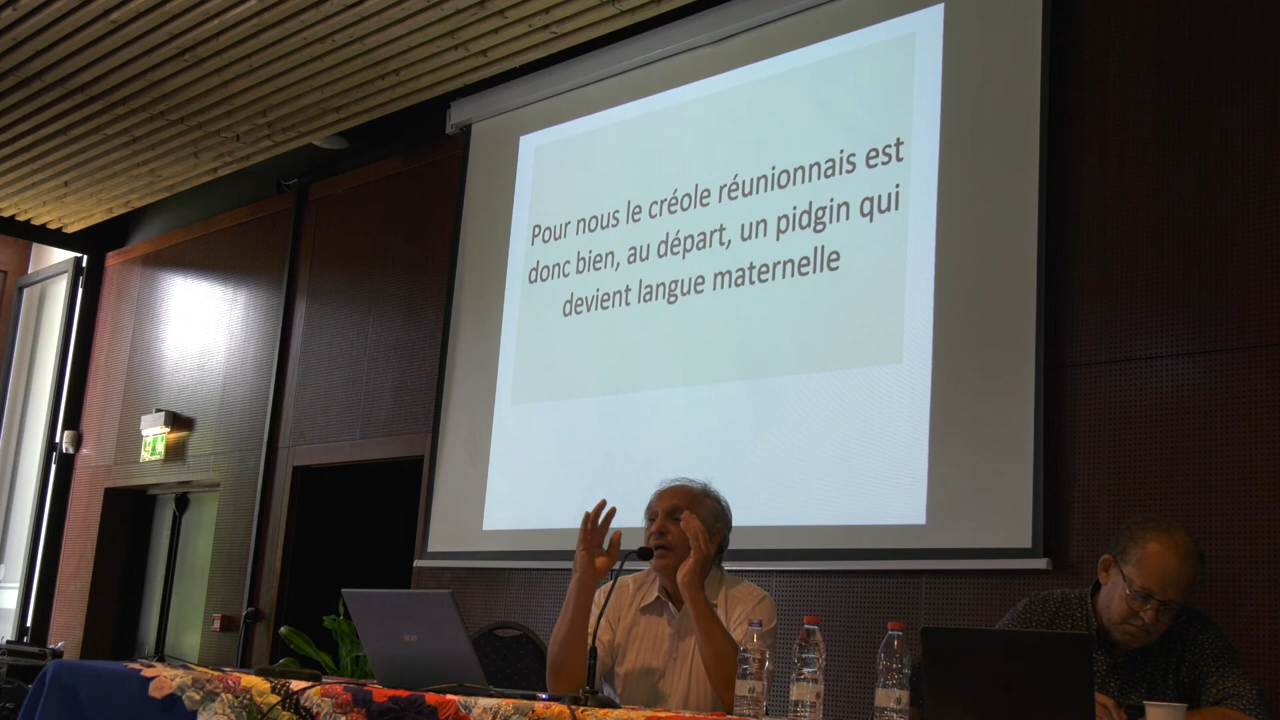 Pour nous le créole réunionnais est
donc bien, au départ, un pidgin qui
devient langue maternelle